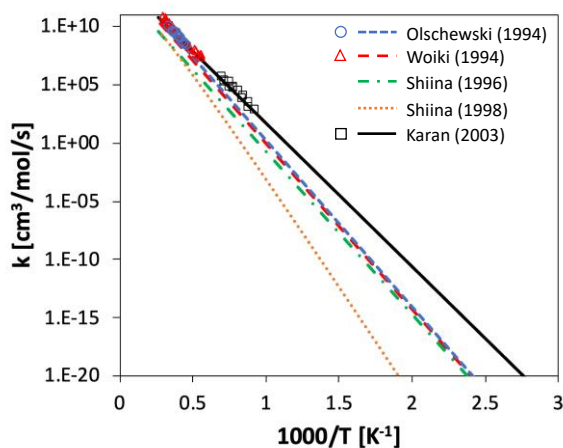 1.E+10
1.E+05
1.E+00
1.E-05
1.E-10
1.E-15
1.E-20
k [cm³/mol/s]
Olschewski (1994)
Woiki (1994)
Shiina (1996)
Shiina (1998)
Karan (2003)
0 0.5 1 1.5 2 2.5 3
1000/T [K⁻¹]